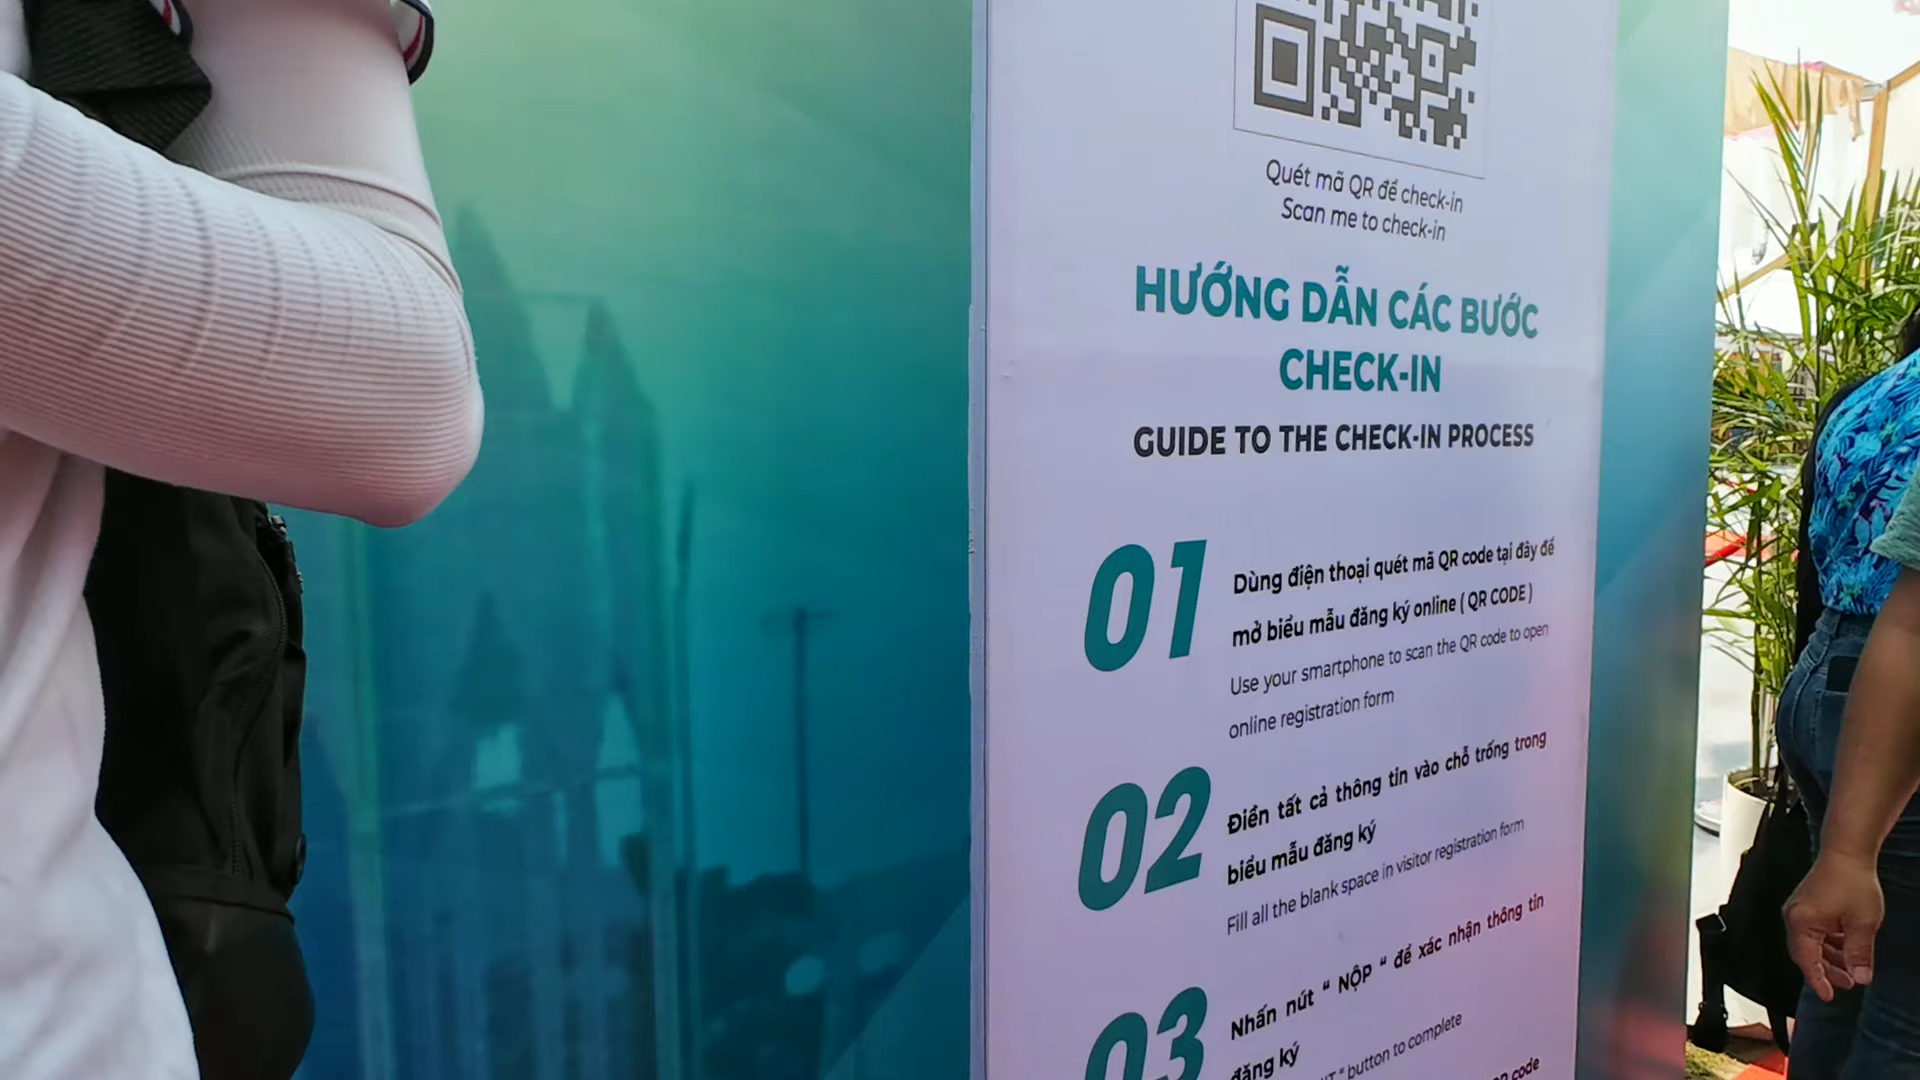 Quét mã QR để check-in
Scan me to check-in
HƯỚNG DẪN CÁC BƯỚC
CHECK-IN
GUIDE TO THE CHECK-IN PROCESS
01
Dùng điện thoại quét mã QR code tại đây để
mở biểu mẫu đăng ký online ( QR CODE )
Use your smartphone to scan the QR code to open
online registration form
02
Điền tất cả thông tin vào chỗ trống trong
biểu mẫu đăng ký
Fill all the blank space in visitor registration form
03
Nhấn nút “ NỘP “ để xác nhận thông tin
đăng ký
" button to complete
code